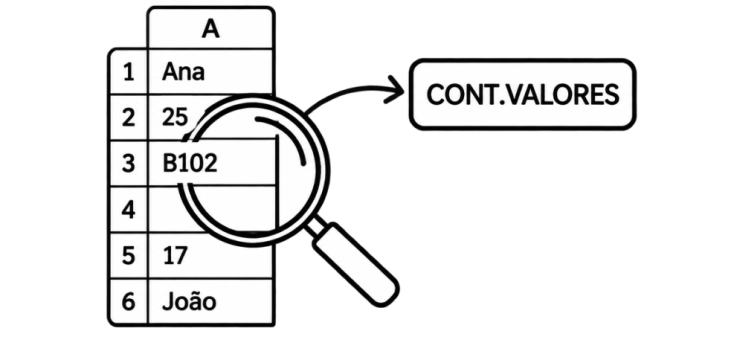 A
1 Ana
2 25
3 B102
4
5 17
6 João
CONT.VALORES